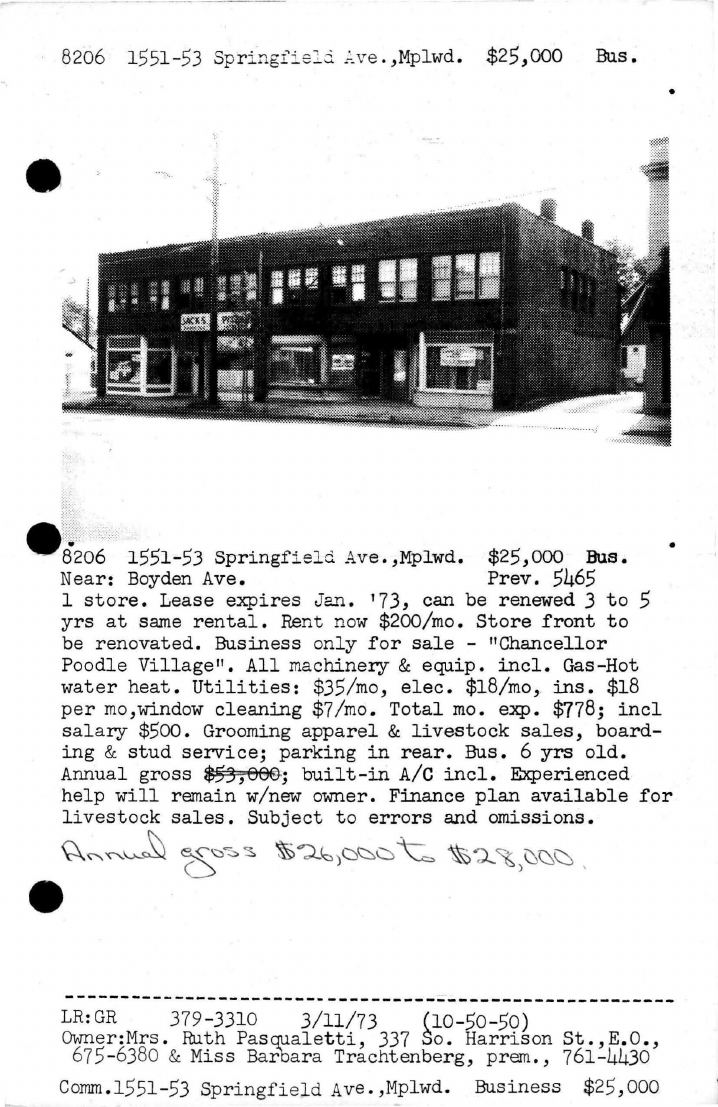 8206 1551-53 Springfield Ave.,Mplwd. $25,000 Bus.
JACKS
8206 1551-53 Springfield Ave.,Mplwd. $25,000 Bus.
Near: Boyden Ave. Prev. 5465
1 store. Lease expires Jan. '73, can be renewed 3 to 5
yrs at same rental. Rent now $200/mo. Store front to
be renovated. Business only for sale - "Chancellor
Poodle Village". All machinery & equip. incl. Gas-Hot
water heat. Utilities: $35/mo, elec. $18/mo, ins. $18
per mo,window cleaning $7/mo. Total mo. exp. $778; incl
salary $500. Grooming apparel & livestock sales, board-
ing & stud service; parking in rear. Bus. 6 yrs old.
Annual gross $53,000; built-in A/C incl. Experienced
help will remain w/new owner. Finance plan available for
livestock sales. Subject to errors and omissions.
Annual gross $26,000 to $28,000.
LR:GR 379-3310 3/11/73 (10-50-50)
Owner:Mrs. Ruth Pasqualetti, 337 So. Harrison St.,E.O.,
675-6380 & Miss Barbara Trachtenberg, prem., 761-4430
Comm.1551-53 Springfield Ave.,Mplwd. Business $25,000